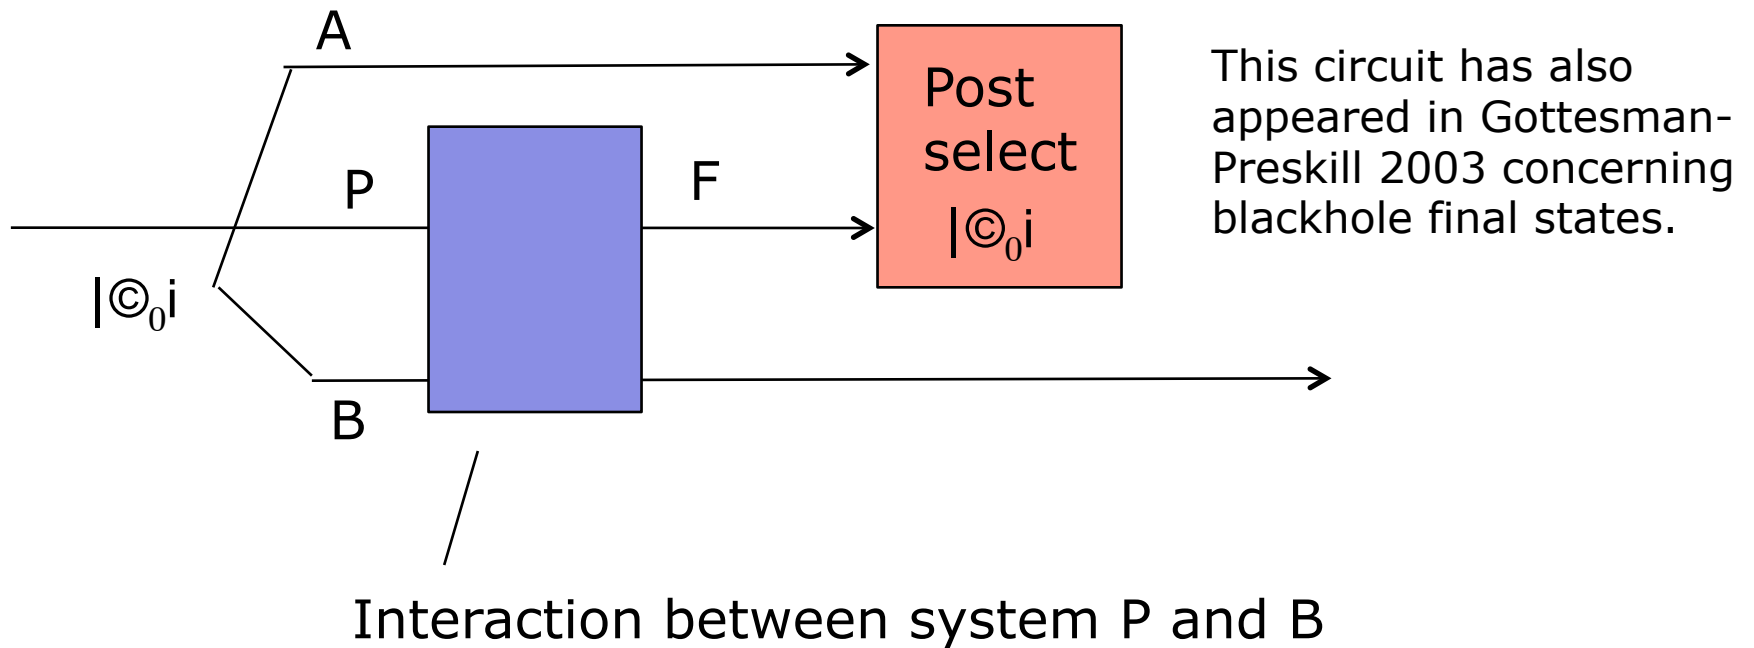 A
P
F
|©₀i
B
Post
select
|©₀i
This circuit has also
appeared in Gottesman-
Preskill 2003 concerning
blackhole final states.
Interaction between system P and B